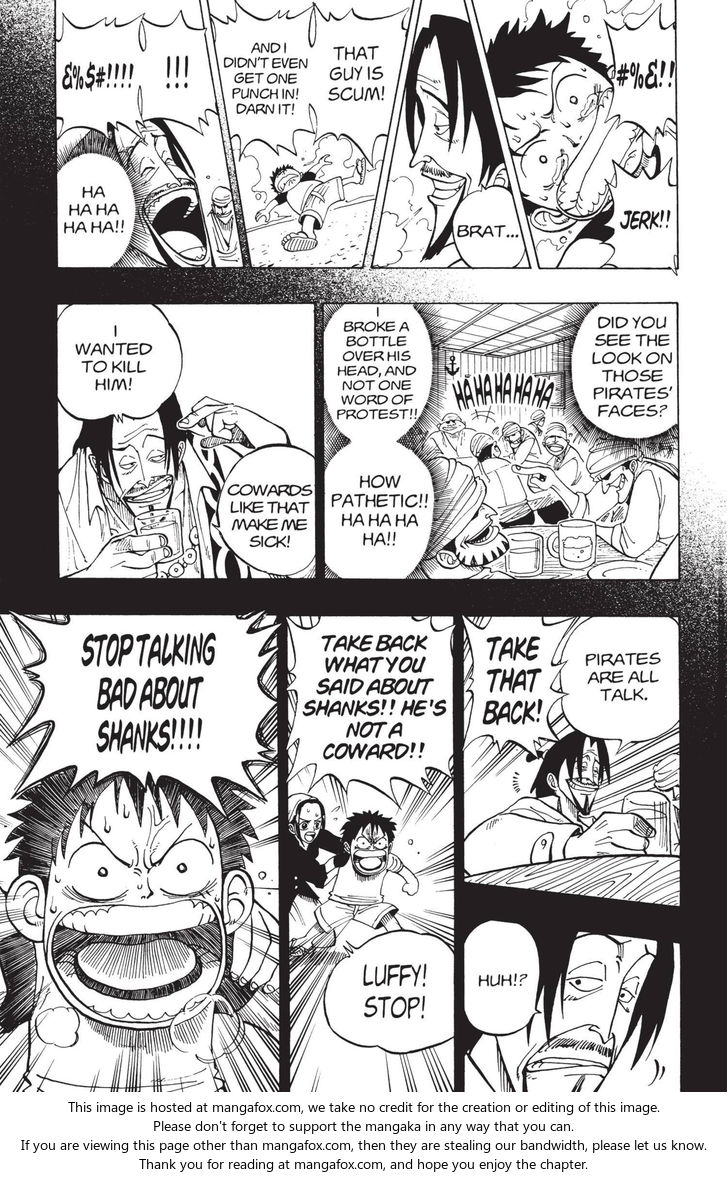 #%&!!
JERK!!
BRAT...
THAT
GUY IS
SCUM!
AND I
DIDN'T EVEN
GET ONE
PUNCH IN!
DARN IT!
!!!
&%$#!!!!
HA
HA HA
HA HA!!
DID YOU
SEE THE
LOOK ON
THOSE
PIRATES'
FACES?
HA HA HA HA HA
I
BROKE A
BOTTLE
OVER HIS
HEAD, AND
NOT ONE
WORD OF
PROTEST!!
HOW
PATHETIC!!
HA HA HA
HA!!
I
WANTED
TO KILL
HIM!
COWARDS
LIKE THAT
MAKE ME
SICK!
PIRATES
ARE ALL
TALK.
TAKE
THAT
BACK!
HUH!?
TAKE BACK
WHAT YOU
SAID ABOUT
SHANKS!! HE'S
NOT A
COWARD!!
LUFFY!
STOP!
STOP TALKING
BAD ABOUT
SHANKS!!!!
This image is hosted at mangafox.com, we take no credit for the creation or editing of this image.
Please don't forget to support the mangaka in any way that you can.
If you are viewing this page other than mangafox.com, then they are stealing our bandwidth, please let us know.
Thank you for reading at mangafox.com, and hope you enjoy the chapter.